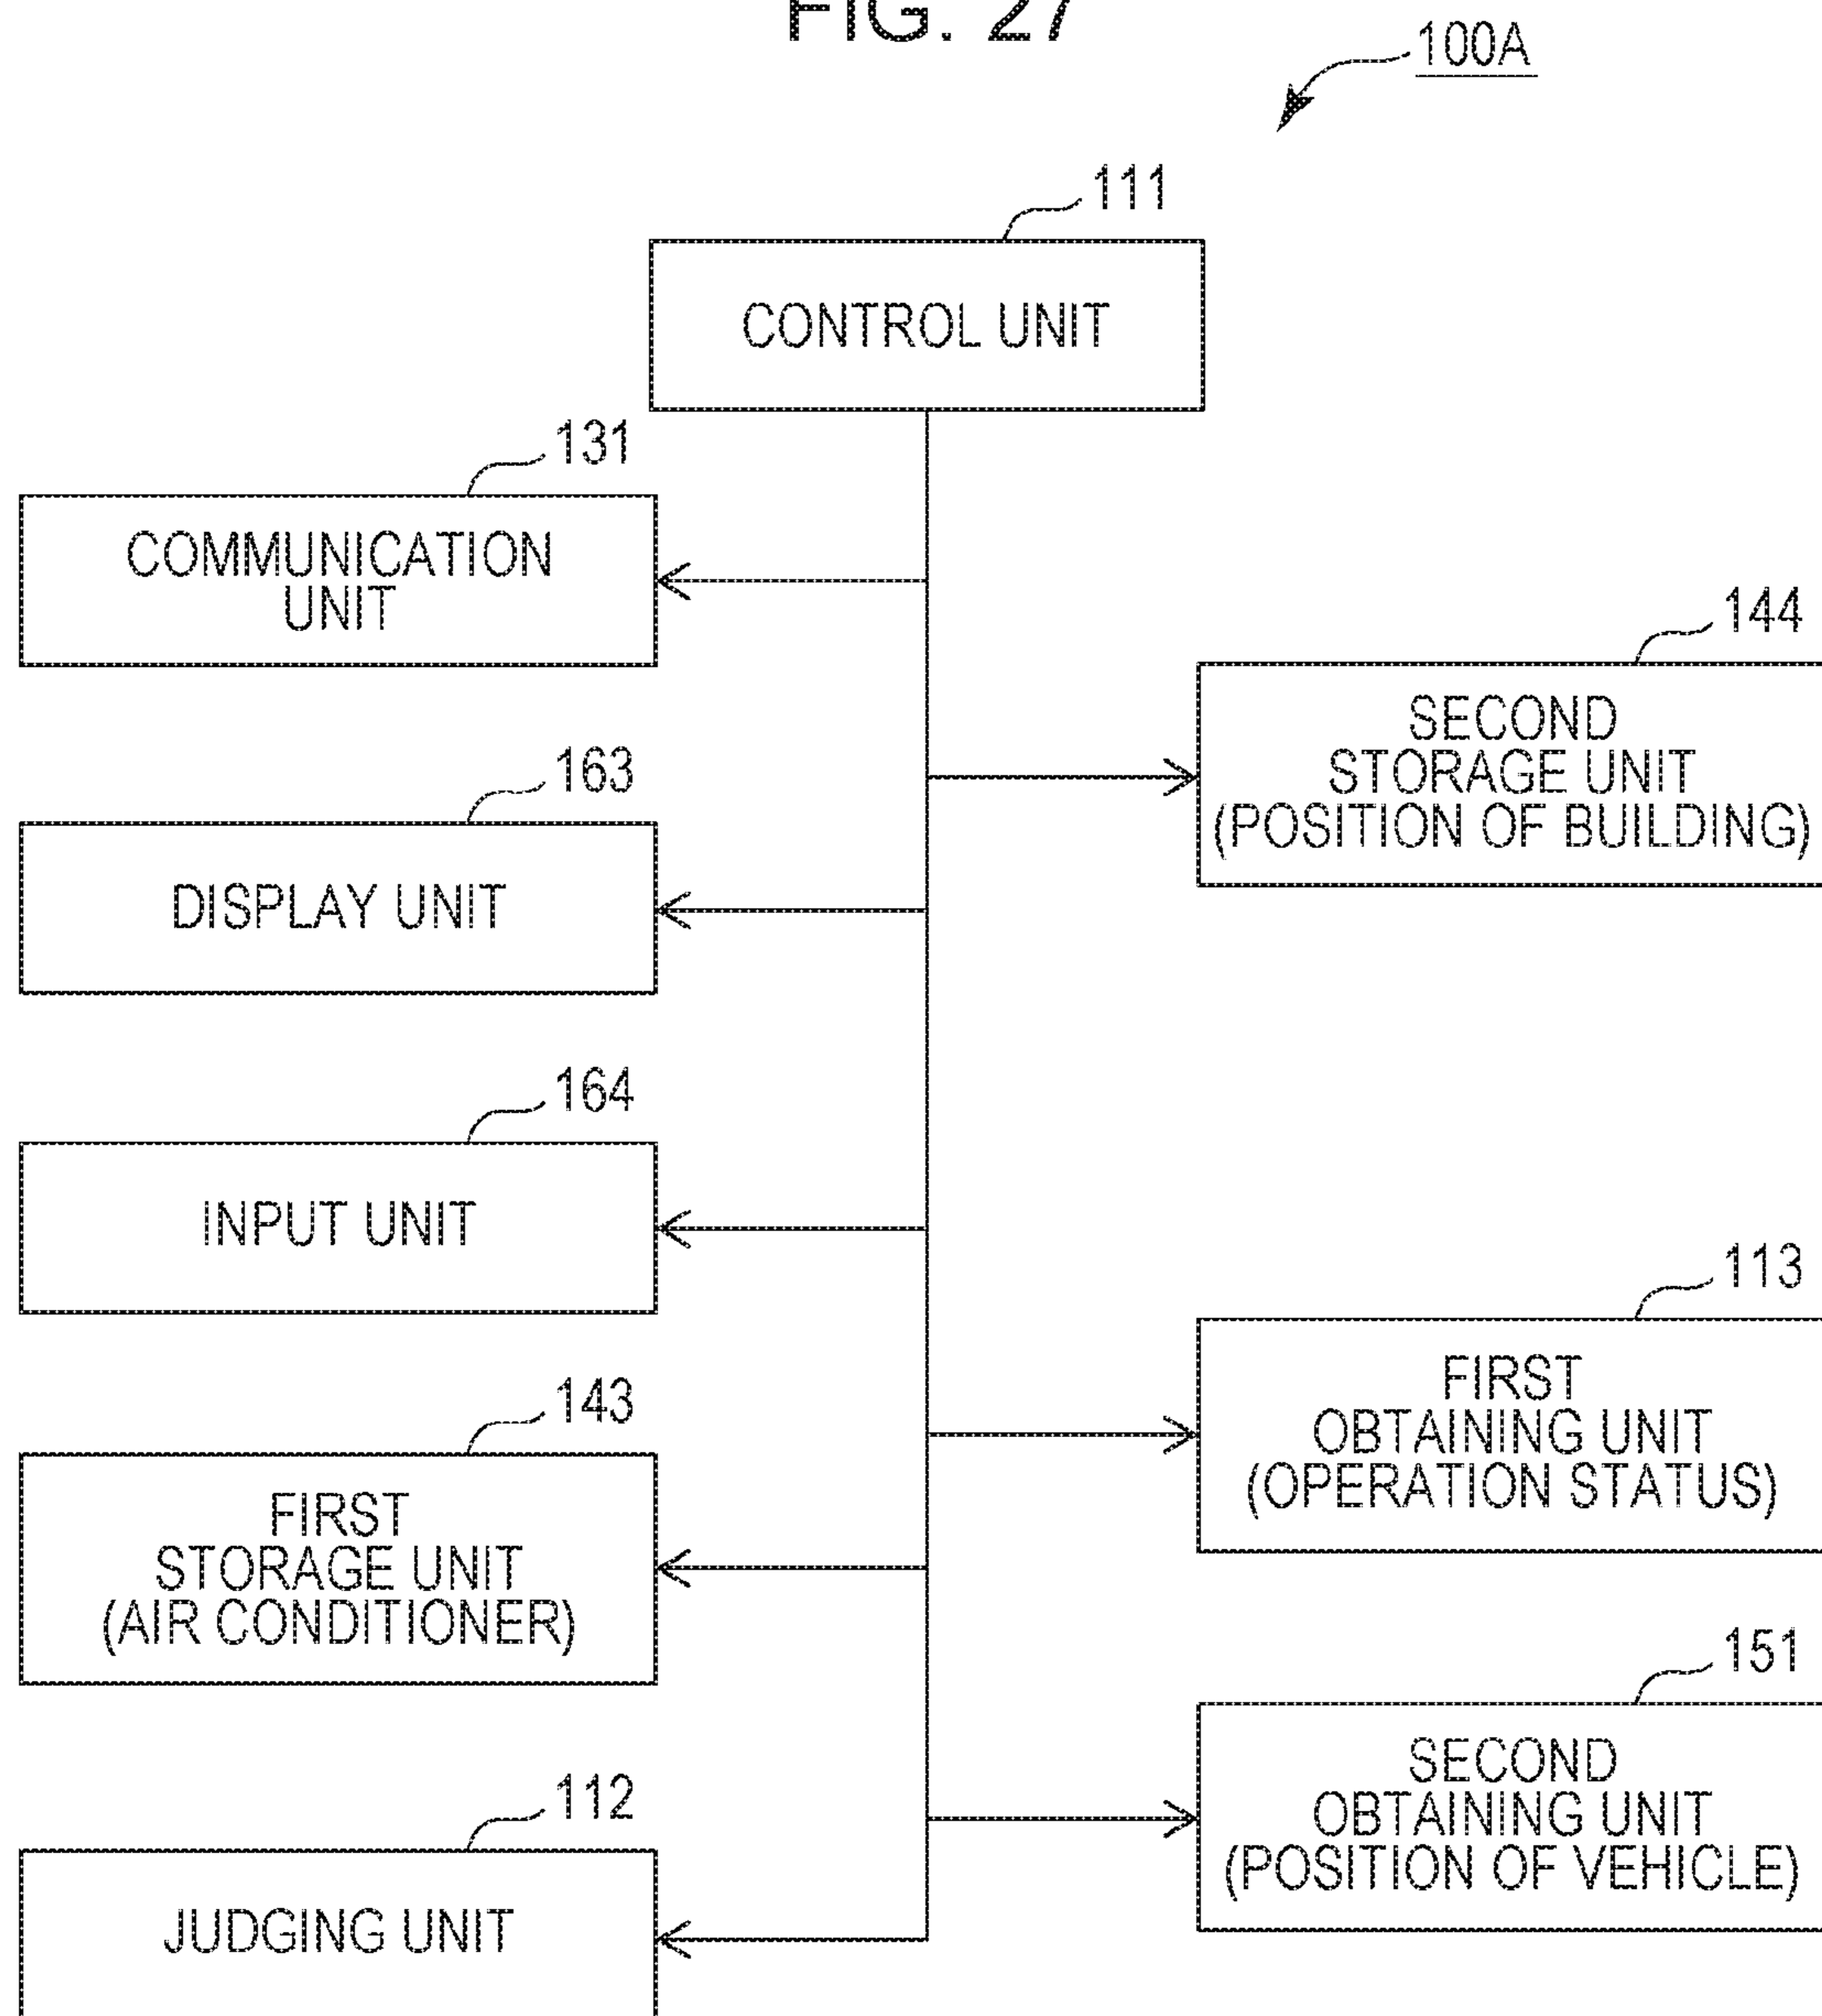 FIG. 27
100A
111
CONTROL UNIT
131
COMMUNICATION
UNIT
144
SECOND
STORAGE UNIT
(POSITION OF BUILDING)
163
DISPLAY UNIT
164
INPUT UNIT
113
FIRST
OBTAINING UNIT
(OPERATION STATUS)
143
FIRST
STORAGE UNIT
(AIR CONDITIONER)
151
SECOND
OBTAINING UNIT
(POSITION OF VEHICLE)
112
JUDGING UNIT